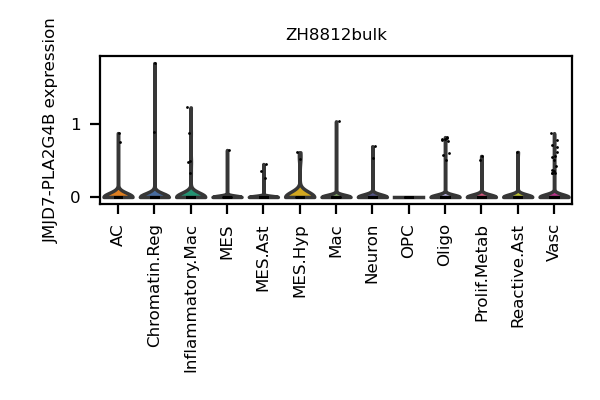 ZH8812bulk
JMJD7-PLA2G4B expression
1
0
AC
Chromatin.Reg
Inflammatory.Mac
MES
MES.Ast
MES.Hyp
Mac
Neuron
OPC
Oligo
Prolif.Metab
Reactive.Ast
Vasc